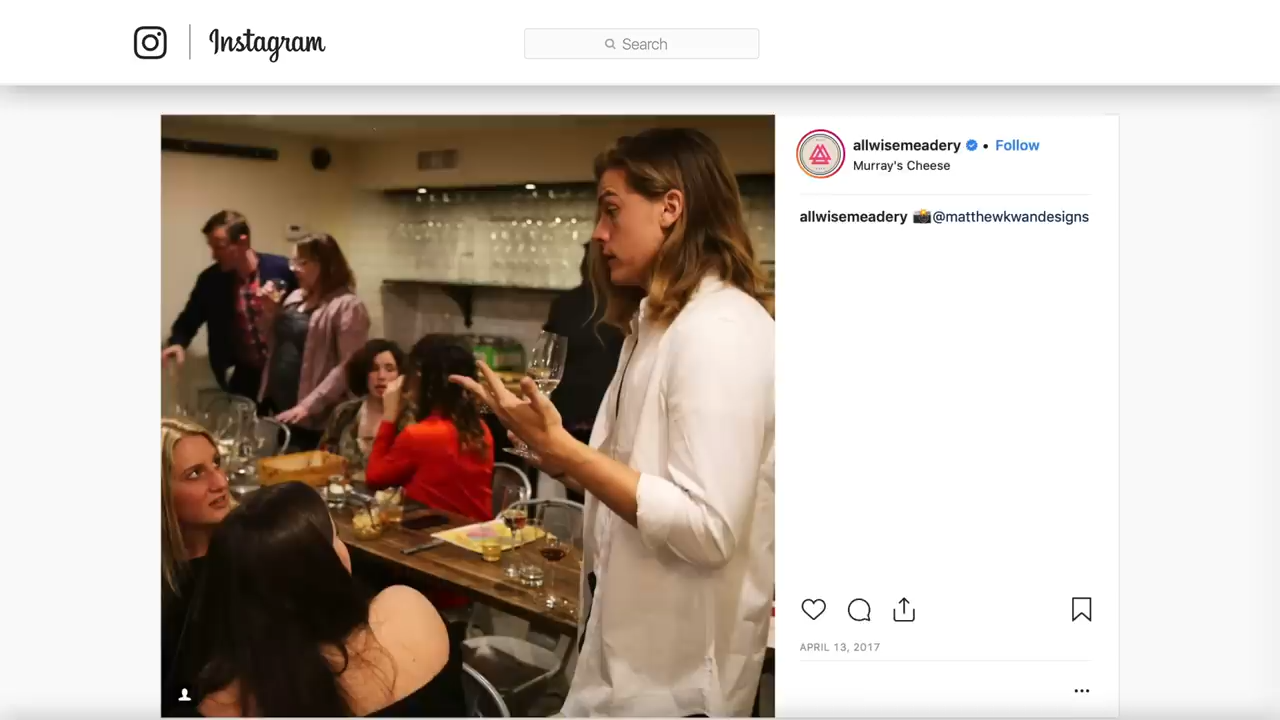 Instagram
Search
allwisemeadery • Follow
Murray's Cheese
allwisemeadery 📸@matthewkwandesigns
APRIL 13, 2017